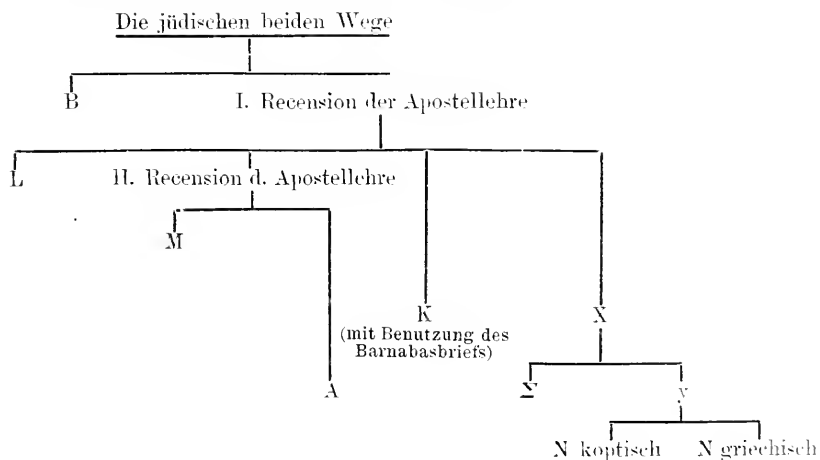 Die jüdischen beiden Wege
B
I. Recension der Apostellehre
L
II. Recension d. Apostellehre
M
K
(mit Benutzung des
Barnabasbriefs)
X
A
Σ
y
N koptisch
N griechisch